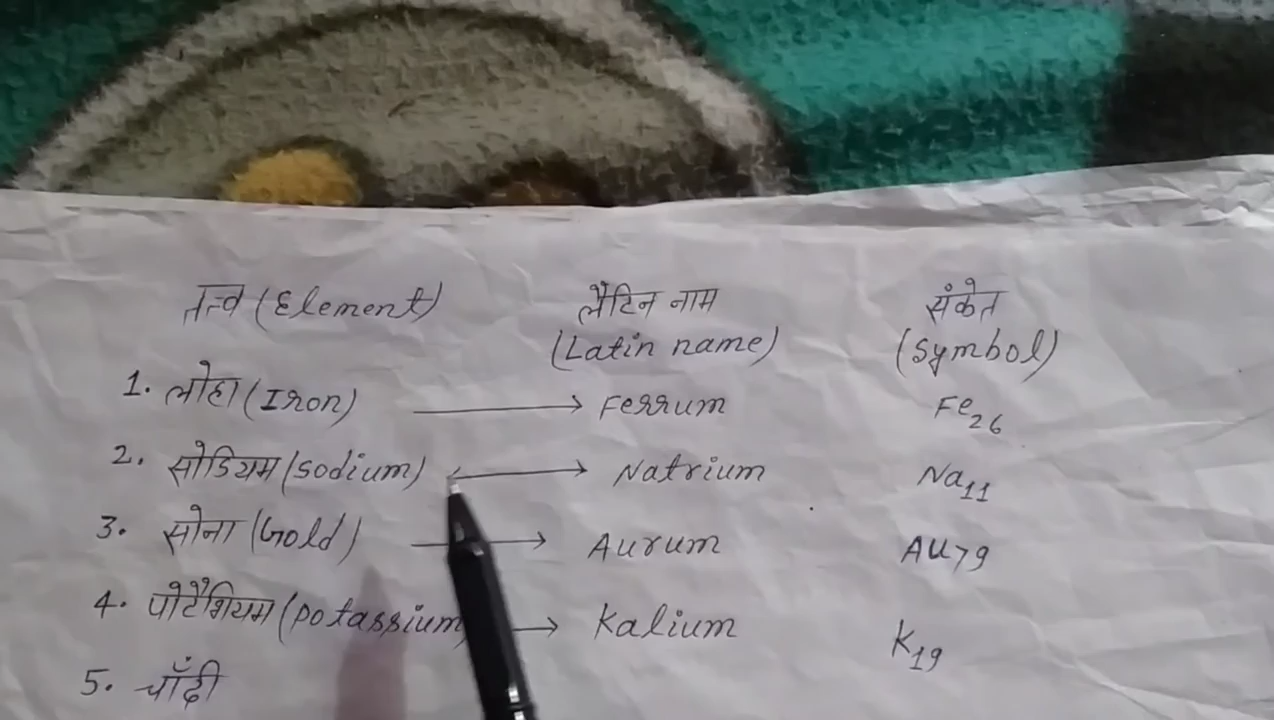 तत्व (Element) लैटिन नाम संकेत
(Latin name) (Symbol)
1. लोहा (Iron) → Ferrum Fe26
2. सोडियम (Sodium) → Natrium Na11
3. सोना (Gold) → Aurum Au79
4. पोटैशियम (Potassium) → Kalium K19
5. चाँदी